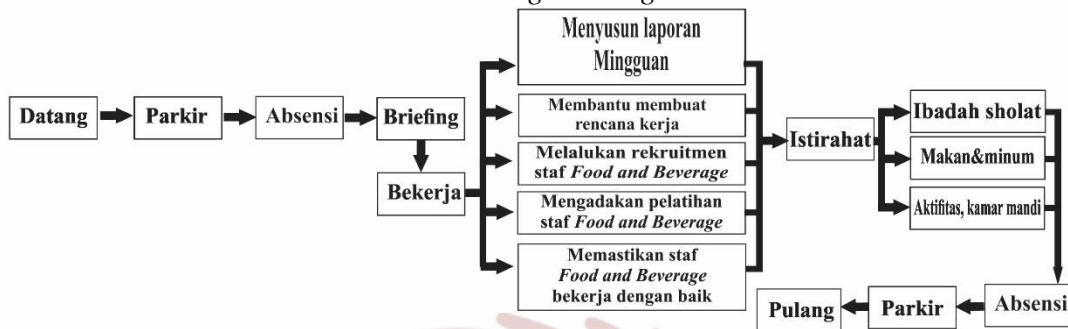 Datang
Parkir
Absensi
Briefing
Bekerja
Menyusun laporan
Mingguan
Membantu membuat
rencana kerja
Melalukan rekruitmen
staf Food and Beverage
Mengadakan pelatihan
staf Food and Beverage
Memastikan staf
Food and Beverage
bekerja dengan baik
Istirahat
Ibadah sholat
Makan&minum
Aktifitas, kamar mandi
Absensi
Parkir
Pulang